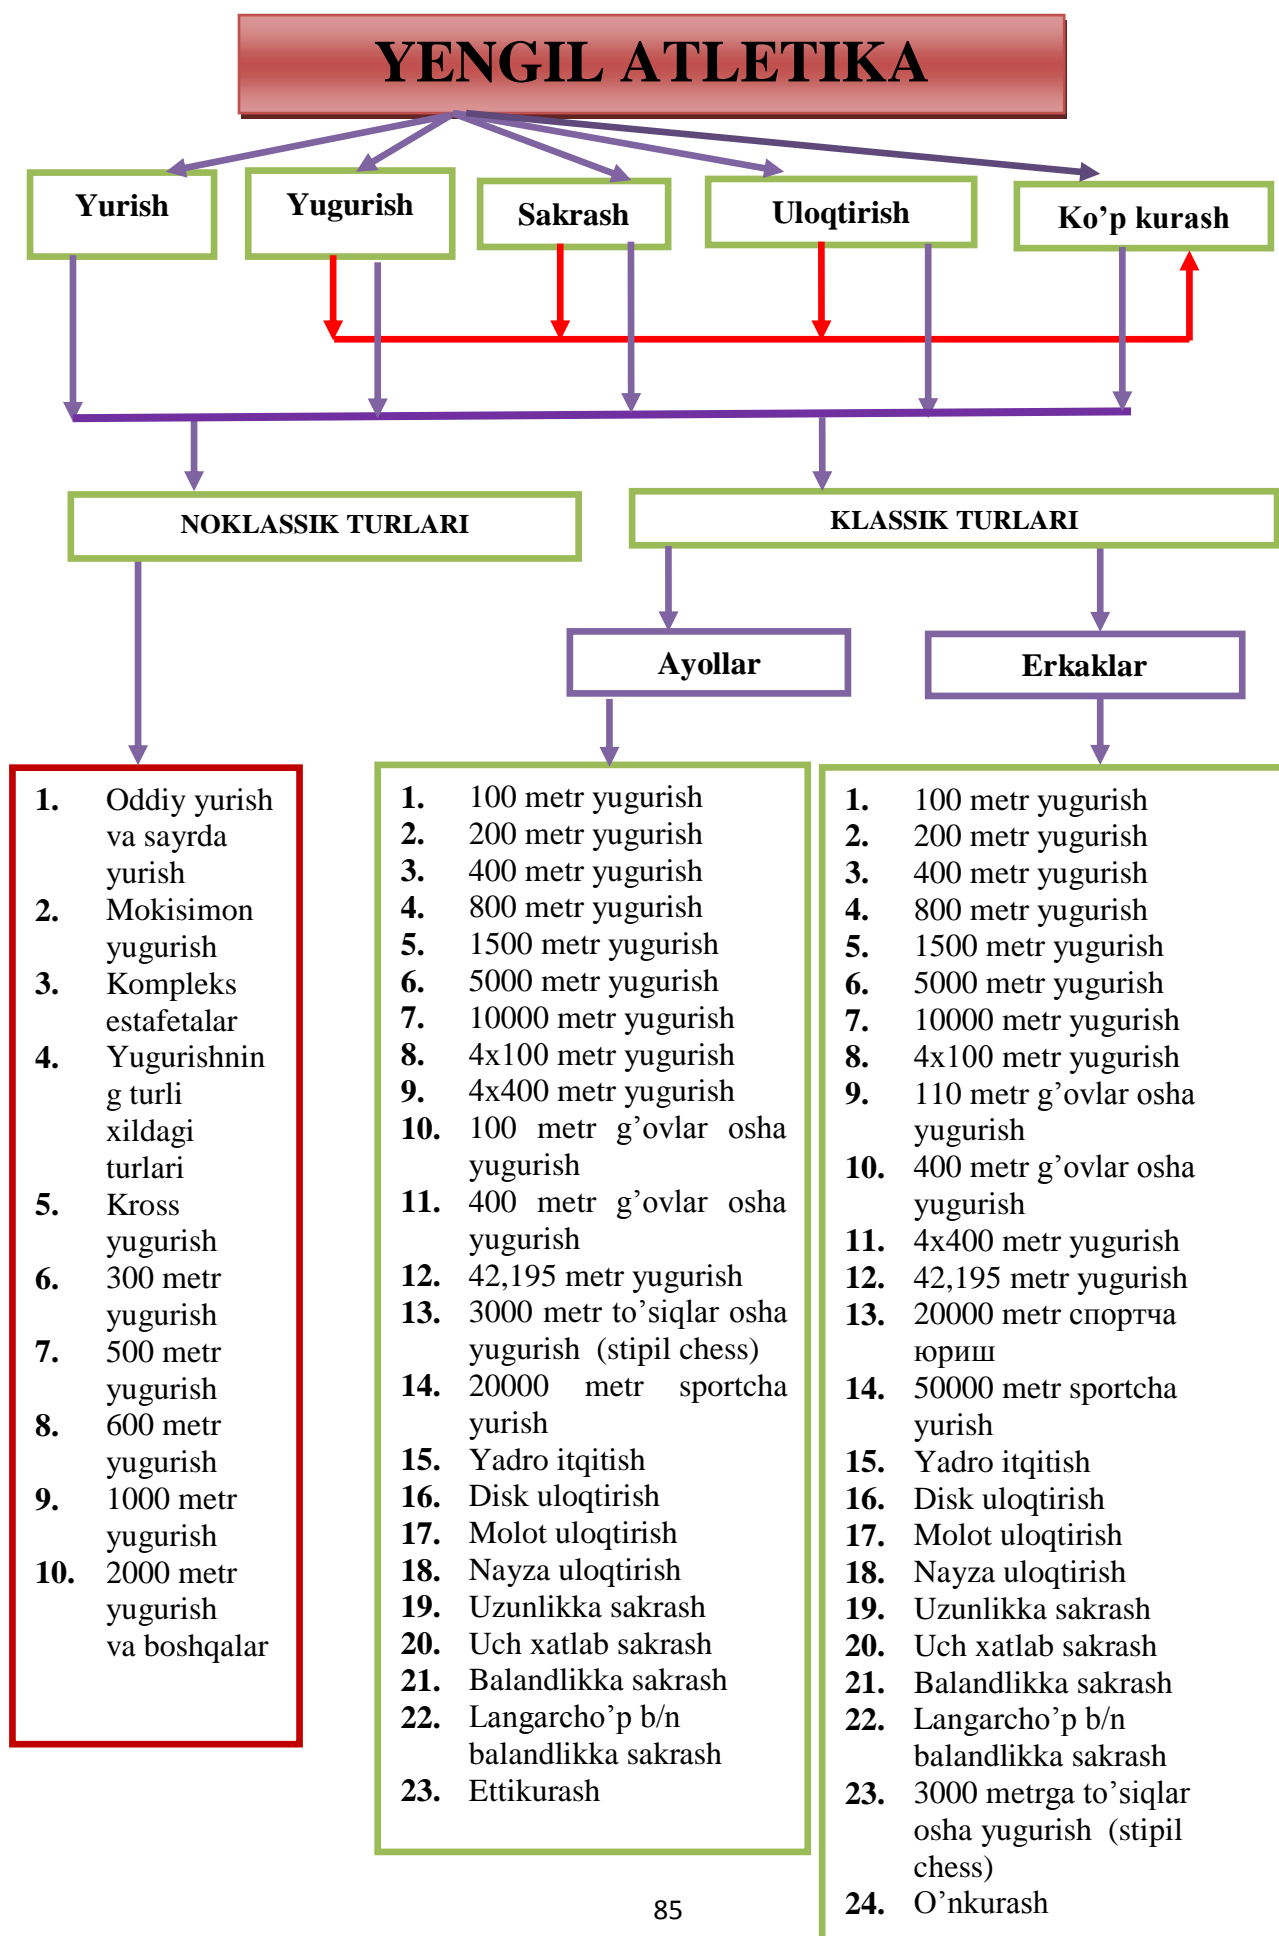 YENGIL ATLETIKA
Yurish
Yugurish
Sakrash
Uloqtirish
Ko’p kurash
NOKLASSIK TURLARI
KLASSIK TURLARI
Ayollar
Erkaklar
1. Oddiy yurish
va sayrda
yurish
2. Mokisimon
yugurish
3. Kompleks
estafetalar
4. Yugurishnin
g turli
xildagi
turlari
5. Kross
yugurish
6. 300 metr
yugurish
7. 500 metr
yugurish
8. 600 metr
yugurish
9. 1000 metr
yugurish
10. 2000 metr
yugurish
va boshqalar
1. 100 metr yugurish
2. 200 metr yugurish
3. 400 metr yugurish
4. 800 metr yugurish
5. 1500 metr yugurish
6. 5000 metr yugurish
7. 10000 metr yugurish
8. 4x100 metr yugurish
9. 4x400 metr yugurish
10. 100 metr g’ovlar osha
yugurish
11. 400 metr g’ovlar osha
yugurish
12. 42,195 metr yugurish
13. 3000 metr to’siqlar osha
yugurish (stipil chess)
14. 20000 metr sportcha
yurish
15. Yadro itqitish
16. Disk uloqtirish
17. Molot uloqtirish
18. Nayza uloqtirish
19. Uzunlikka sakrash
20. Uch xatlab sakrash
21. Balandlikka sakrash
22. Langarcho’p b/n
balandlikka sakrash
23. Ettikurash
1. 100 metr yugurish
2. 200 metr yugurish
3. 400 metr yugurish
4. 800 metr yugurish
5. 1500 metr yugurish
6. 5000 metr yugurish
7. 10000 metr yugurish
8. 4x100 metr yugurish
9. 110 metr g’ovlar osha
yugurish
10. 400 metr g’ovlar osha
yugurish
11. 4x400 metr yugurish
12. 42,195 metr yugurish
13. 20000 metr спортча
юриш
14. 50000 metr sportcha
yurish
15. Yadro itqitish
16. Disk uloqtirish
17. Molot uloqtirish
18. Nayza uloqtirish
19. Uzunlikka sakrash
20. Uch xatlab sakrash
21. Balandlikka sakrash
22. Langarcho’p b/n
balandlikka sakrash
23. 3000 metrga to’siqlar
osha yugurish (stipil
chess)
24. O’nkurash
85